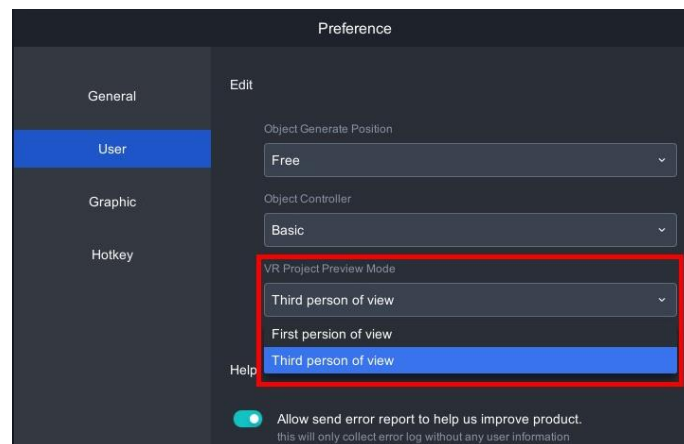 Preference
General
User
Graphic
Hotkey
Edit
Object Generate Position
Free
Object Controller
Basic
VR Project Preview Mode
Third person of view
First persion of view
Third person of view
Help
Allow send error report to help us improve product.
this will only collect error log without any user information